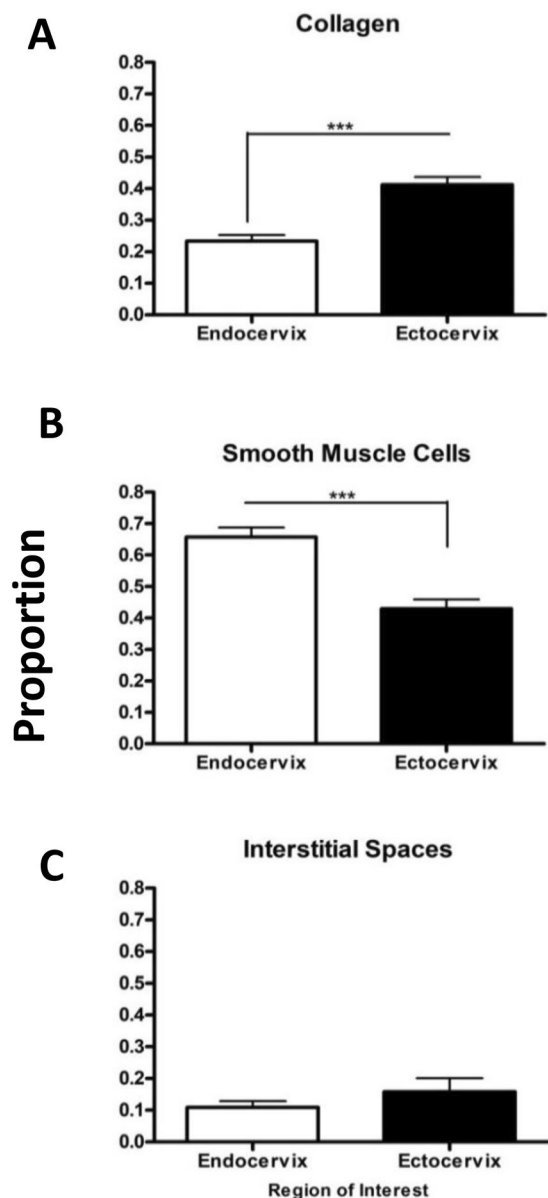 A
Collagen
0.8
0.7
0.6
0.5
0.4
0.3
0.2
0.1
0.0
***
Endocervix Ectocervix
B
Smooth Muscle Cells
0.8
0.7
0.6
0.5
0.4
0.3
0.2
0.1
0.0
***
Endocervix Ectocervix
Proportion
C
Interstitial Spaces
0.8
0.7
0.6
0.5
0.4
0.3
0.2
0.1
0.0
Endocervix Ectocervix
Region of Interest